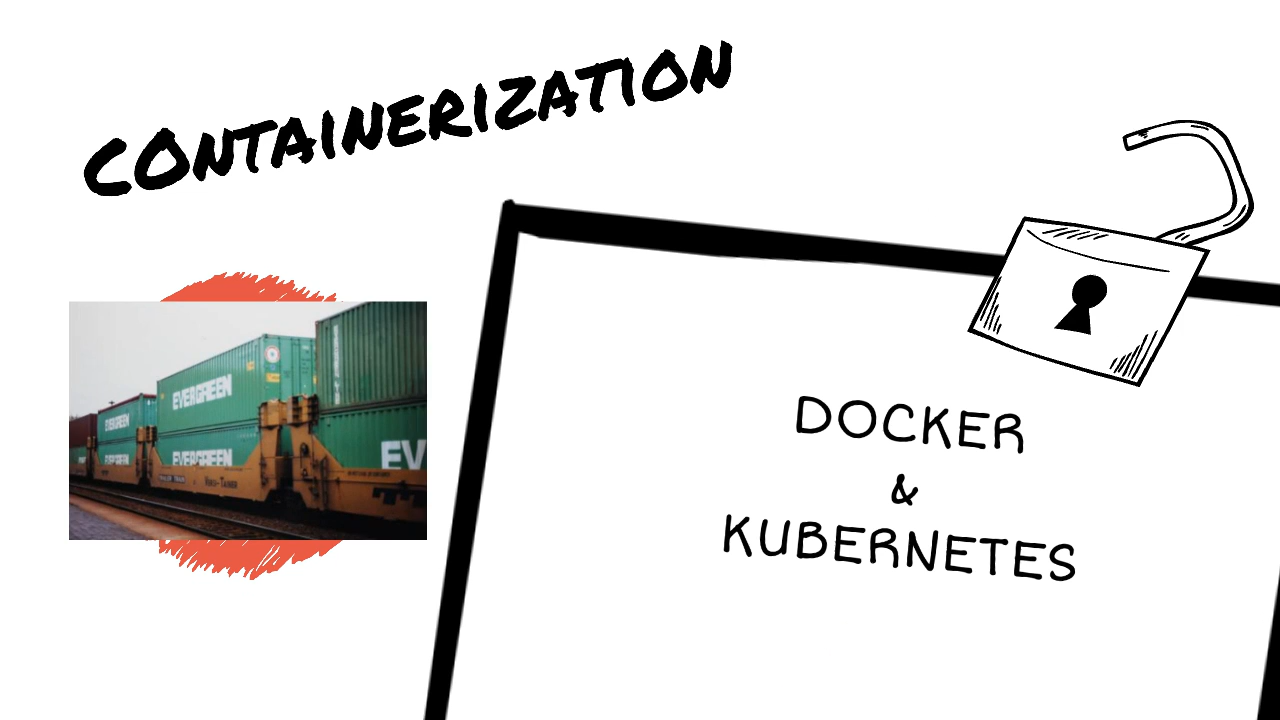 CONTAINERIZATION
EVERGREEN
EVERGREEN
EVERGREEN
EVERGREEN
EV
DOCKER
&
KUBERNETES